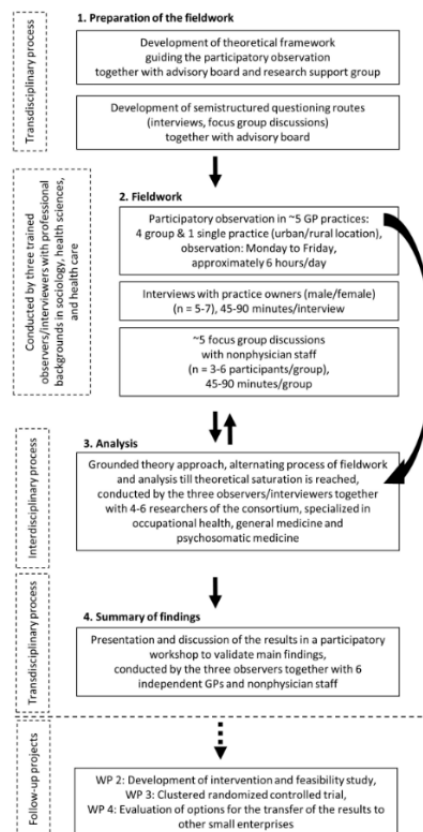 1. Preparation of the fieldwork
Transdisciplinary process
Development of theoretical framework
guiding the participatory observation
together with advisory board and research support group
Development of semistructured questioning routes
(interviews, focus group discussions)
together with advisory board
2. Fieldwork
Conducted by three trained
observers/interviewers with professional
backgrounds in sociology, health sciences,
and health care
Participatory observation in ~5 GP practices:
4 group & 1 single practice (urban/rural location),
observation: Monday to Friday,
approximately 6 hours/day
Interviews with practice owners (male/female)
(n = 5-7), 45-90 minutes/interview
~5 focus group discussions
with nonphysician staff
(n = 3-6 participants/group),
45-90 minutes/group
3. Analysis
Interdisciplinary process
Grounded theory approach, alternating process of fieldwork
and analysis till theoretical saturation is reached,
conducted by the three observers/interviewers together
with 4-6 researchers of the consortium, specialized in
occupational health, general medicine and
psychosomatic medicine
4. Summary of findings
Transdisciplinary process
Presentation and discussion of the results in a participatory
workshop to validate main findings,
conducted by the three observers together with 6
independent GPs and nonphysician staff
Follow-up projects
WP 2: Development of intervention and feasibility study,
WP 3: Clustered randomized controlled trial,
WP 4: Evaluation of options for the transfer of the results to
other small enterprises